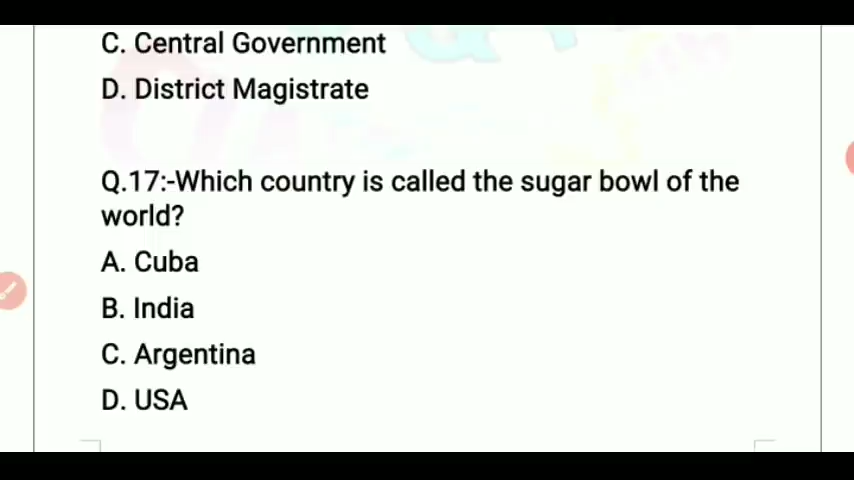 C. Central Government
D. District Magistrate
Q.17:-Which country is called the sugar bowl of the
world?
A. Cuba
B. India
C. Argentina
D. USA